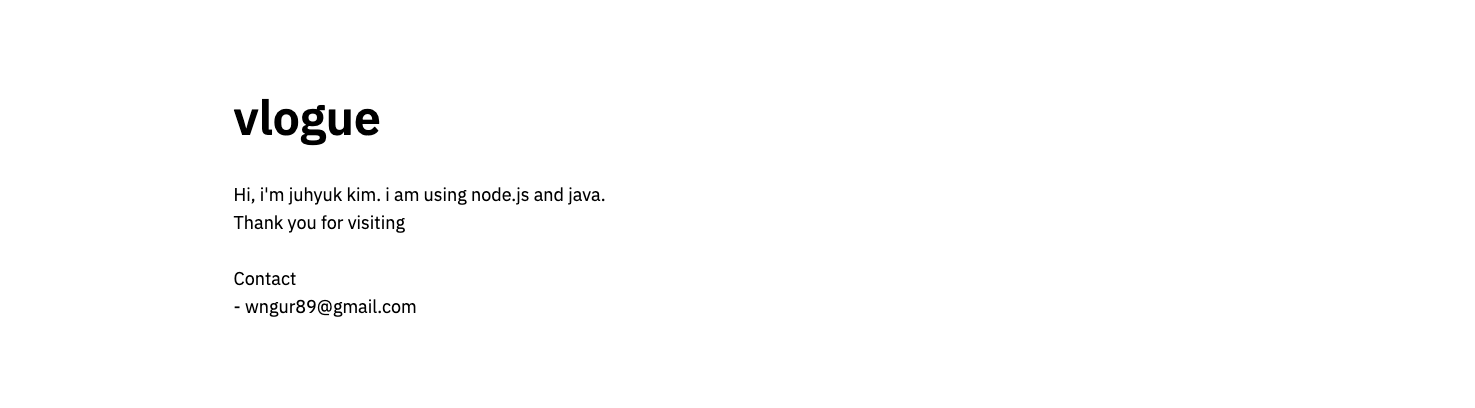 vlogue
Hi, i'm juhyuk kim. i am using node.js and java.
Thank you for visiting
Contact
- wngur89@gmail.com